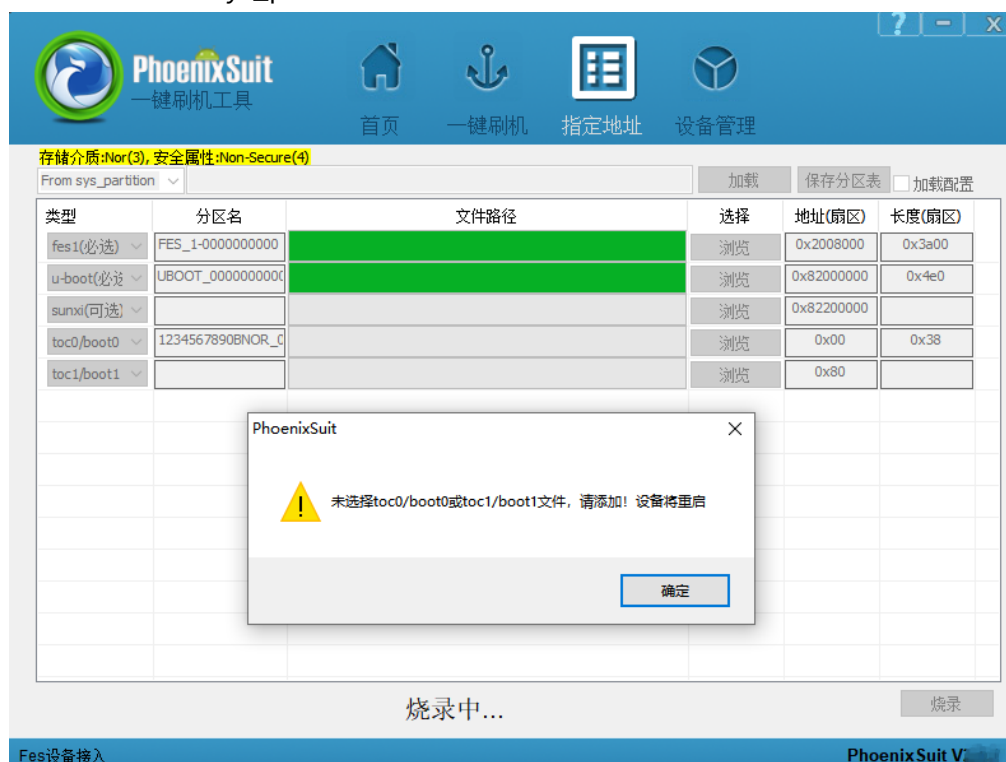 ? - X
PhoenixSuit
一键刷机工具
首页 一键刷机 指定地址 设备管理
存储介质:Nor(3), 安全属性:Non-Secure(4)
From sys_partition 加载 保存分区表 加载配置
类型 分区名 文件路径 选择 地址(扇区) 长度(扇区)
fes1(必选) FES_1-0000000000 浏览 0x2008000 0x3a00
u-boot(必选 UBOOT_0000000000 浏览 0x82000000 0x4e0
sunxi(可选) 浏览 0x82200000
toc0/boot0 1234567890BNOR_0 浏览 0x00 0x38
toc1/boot1 浏览 0x80
PhoenixSuit
未选择toc0/boot0或toc1/boot1文件，请添加！设备将重启
确定
烧录中... 烧录
Fes设备接入 PhoenixSuit